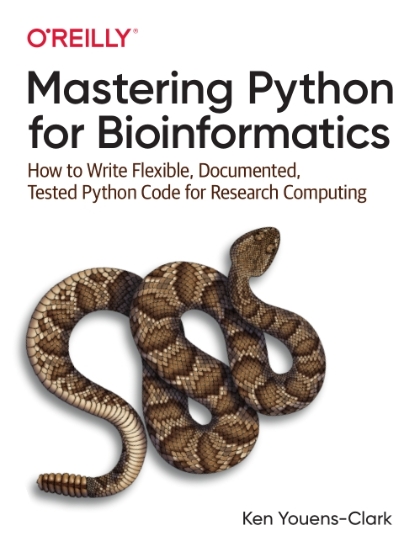 O'REILLY®
Mastering Python
for Bioinformatics
How to Write Flexible, Documented,
Tested Python Code for Research Computing
Ken Youens-Clark